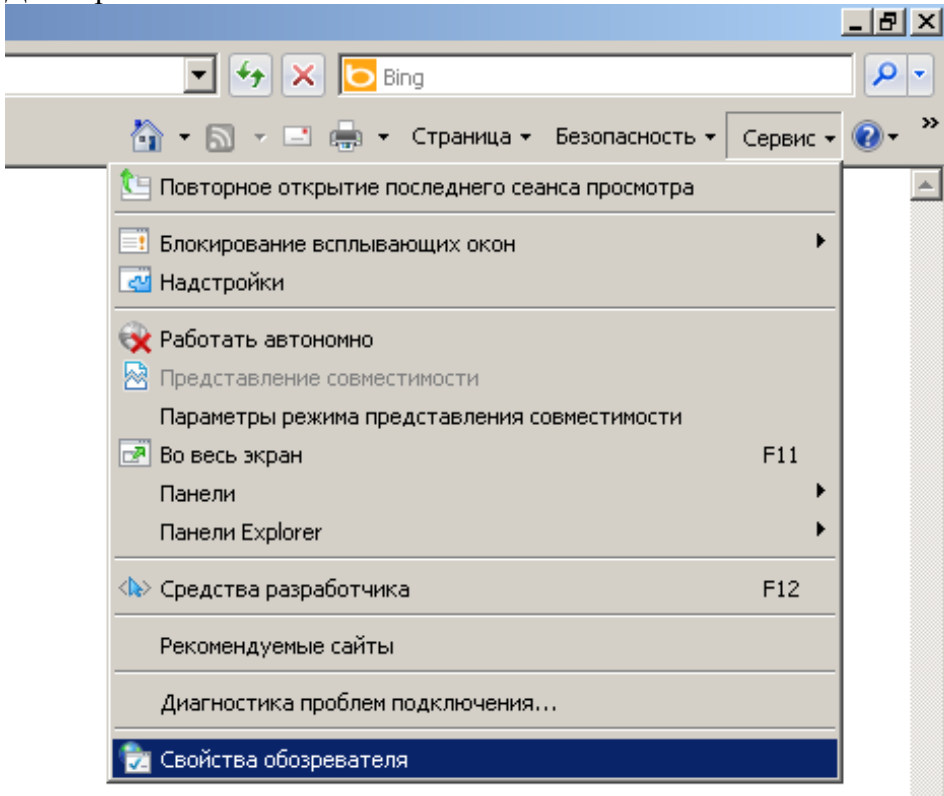 Bing
Страница Безопасность Сервис »
Повторное открытие последнего сеанса просмотра
Блокирование всплывающих окон
Надстройки
Работать автономно
Представление совместимости
Параметры режима представления совместимости
Во весь экран F11
Панели
Панели Explorer
Средства разработчика F12
Рекомендуемые сайты
Диагностика проблем подключения...
Свойства обозревателя